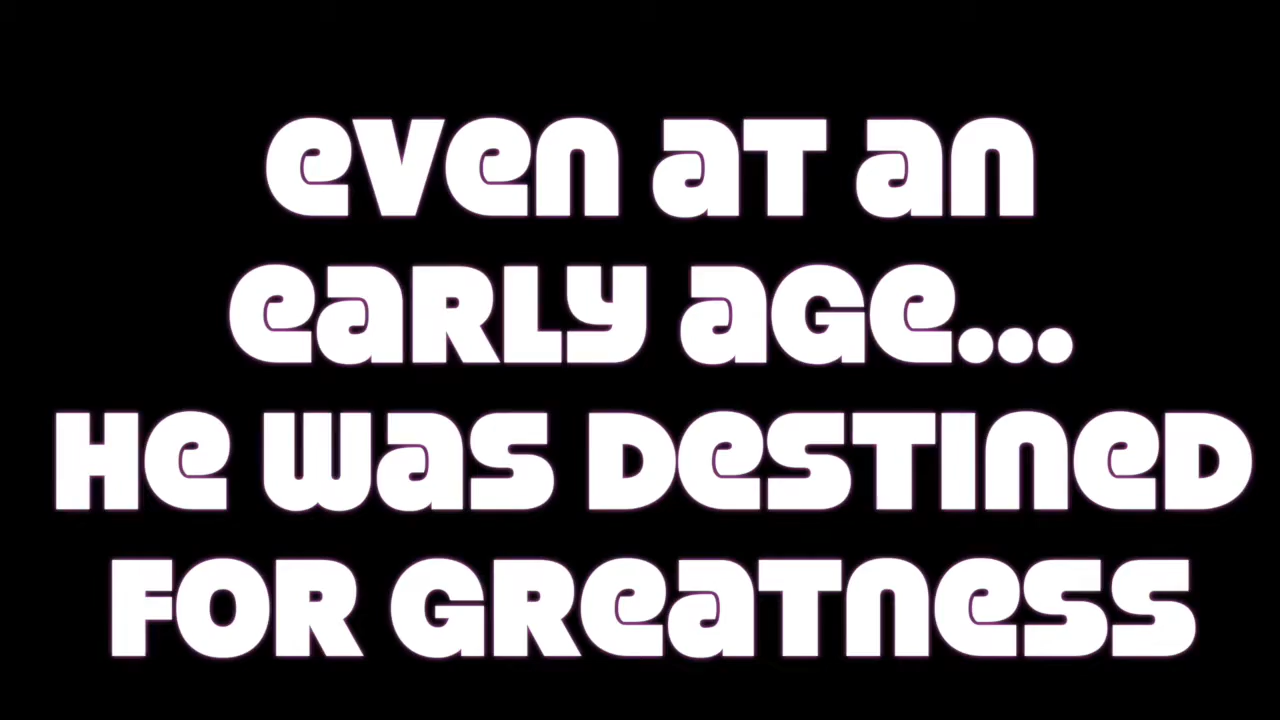 even at an
early age...
He was Destined
for Greatness